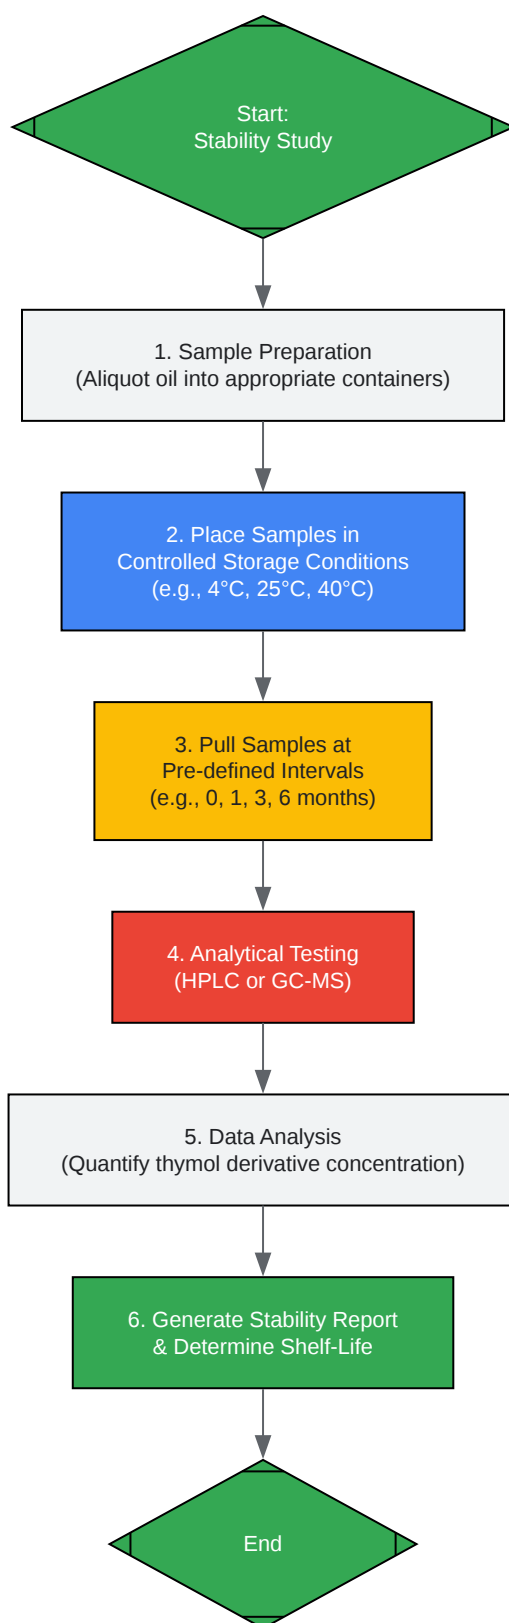 Start:
Stability Study
1. Sample Preparation
(Aliquot oil into appropriate containers)
2. Place Samples in
Controlled Storage Conditions
(e.g., 4°C, 25°C, 40°C)
3. Pull Samples at
Pre-defined Intervals
(e.g., 0, 1, 3, 6 months)
4. Analytical Testing
(HPLC or GC-MS)
5. Data Analysis
(Quantify thymol derivative concentration)
6. Generate Stability Report
& Determine Shelf-Life
End